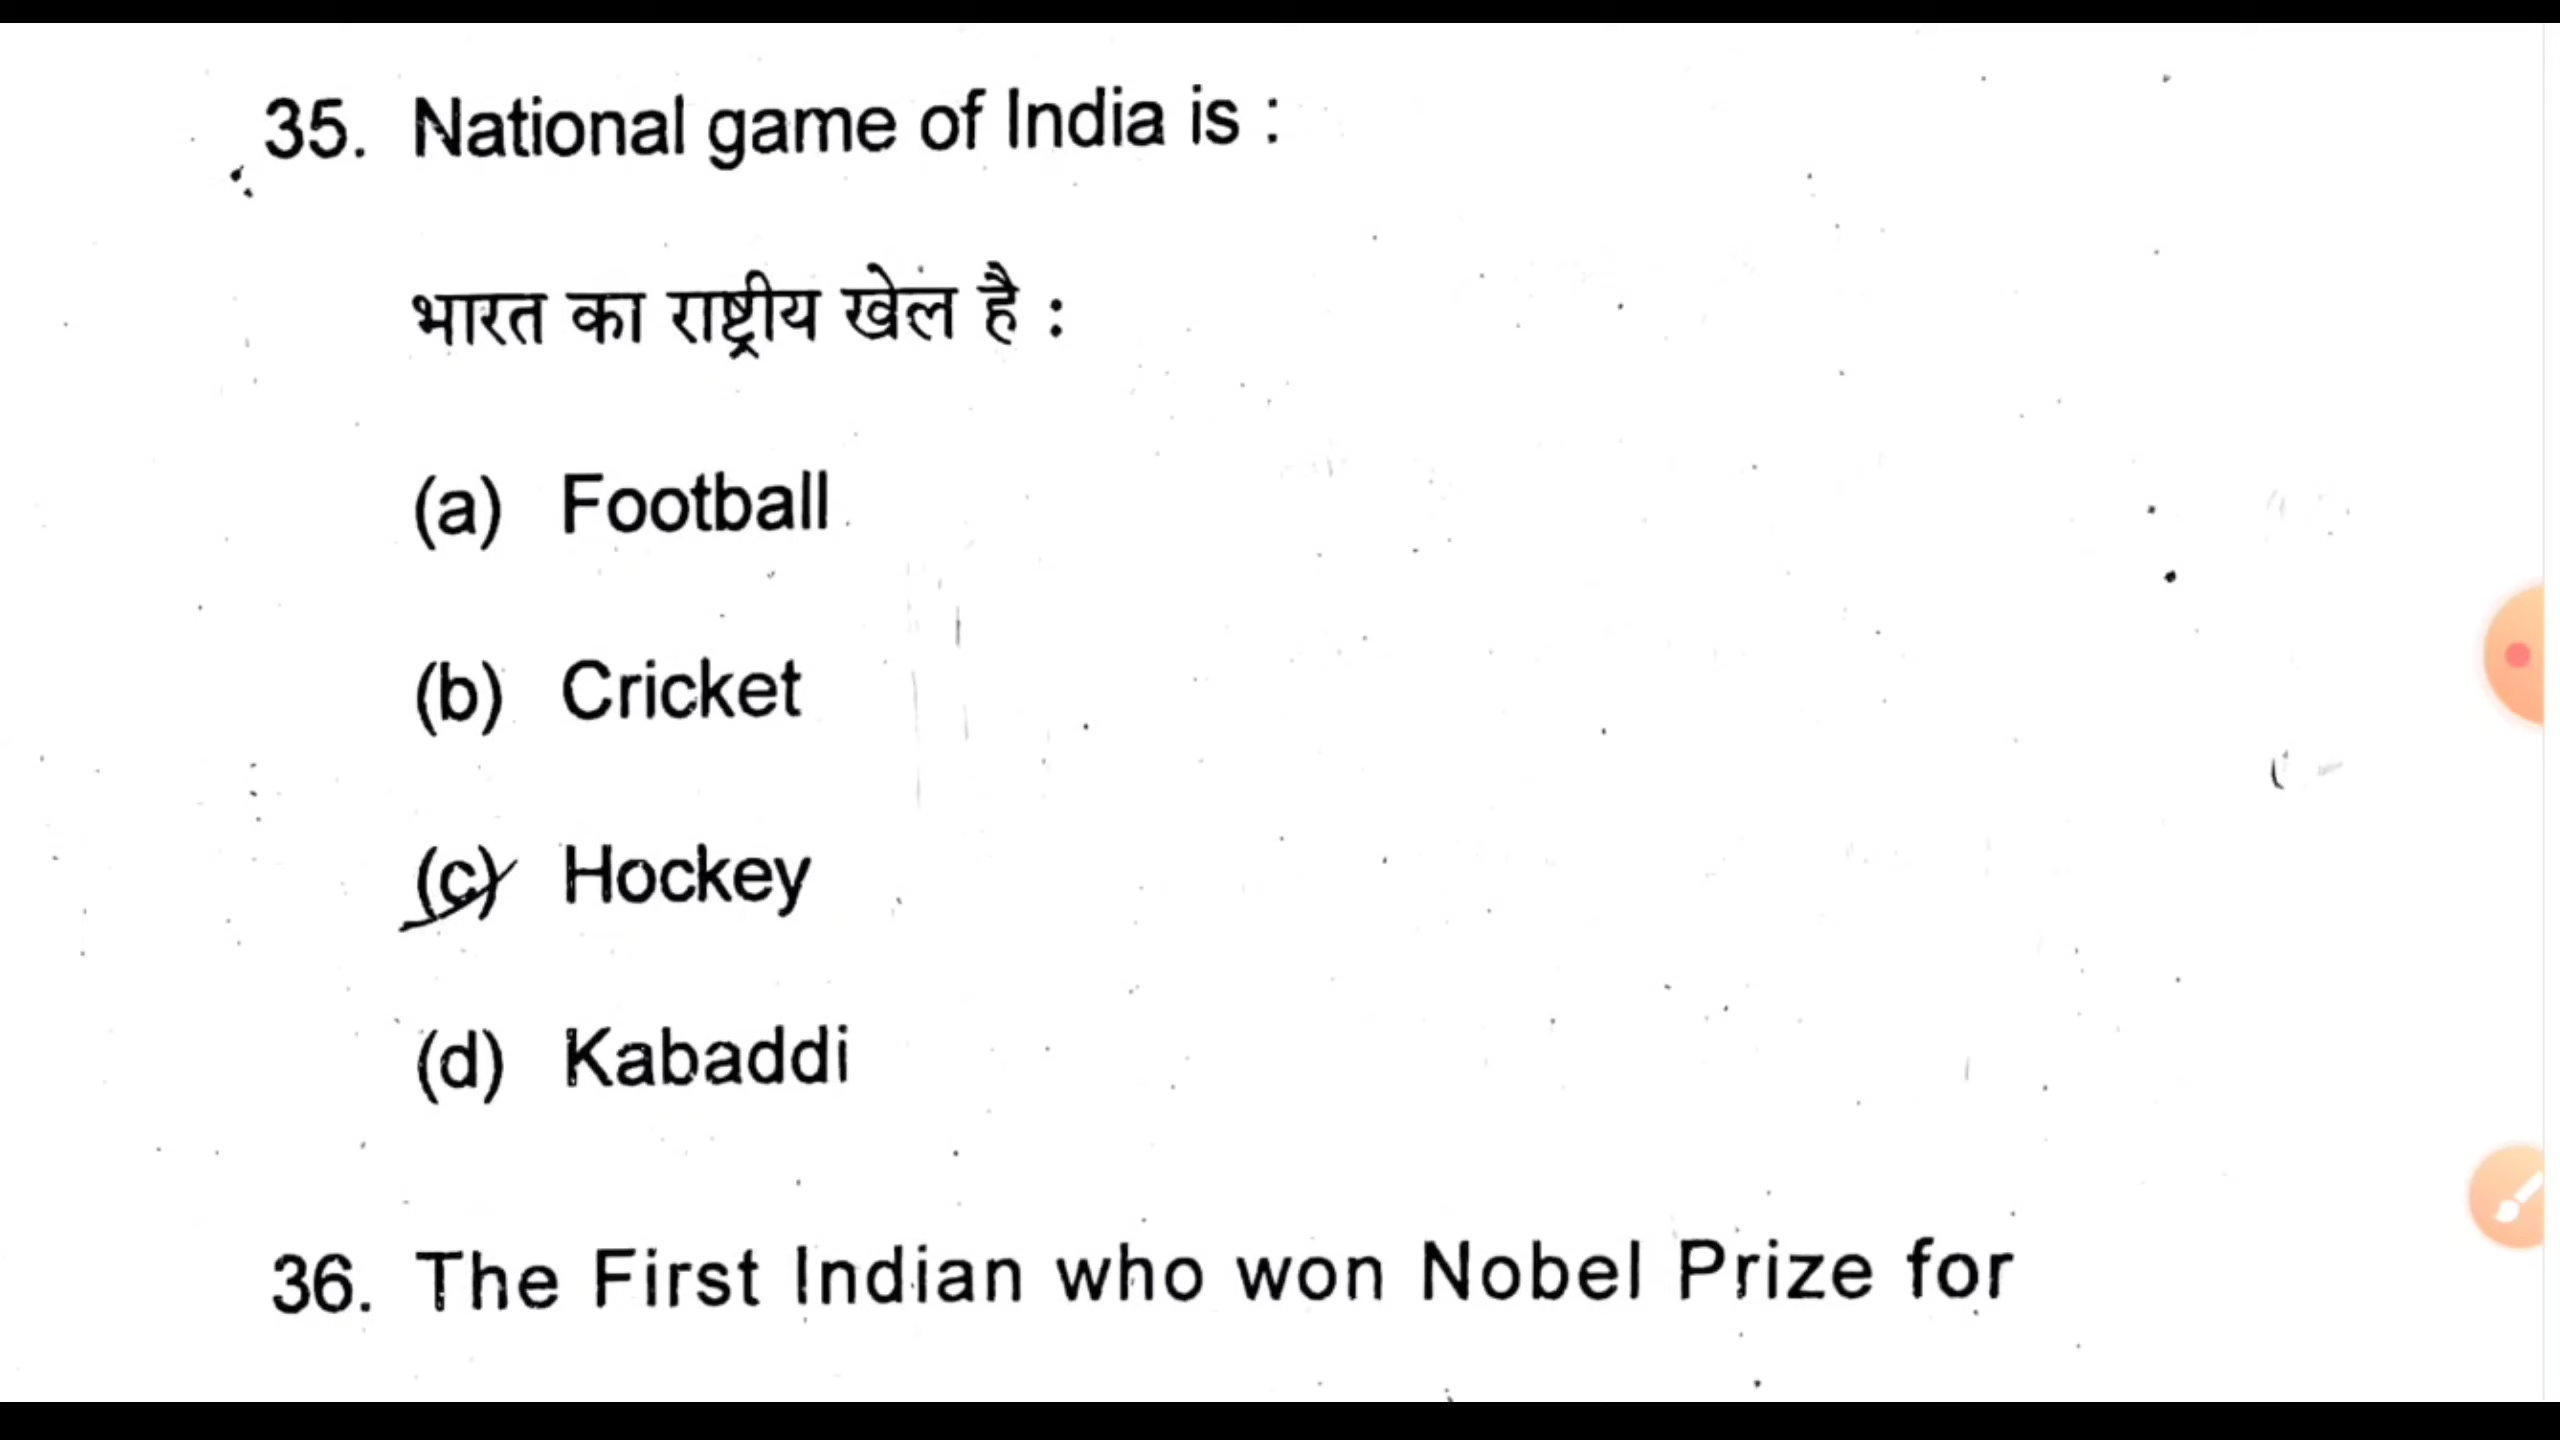 35. National game of India is :
भारत का राष्ट्रीय खेल है :
(a) Football
(b) Cricket
(c) Hockey
(d) Kabaddi
36. The First Indian who won Nobel Prize for